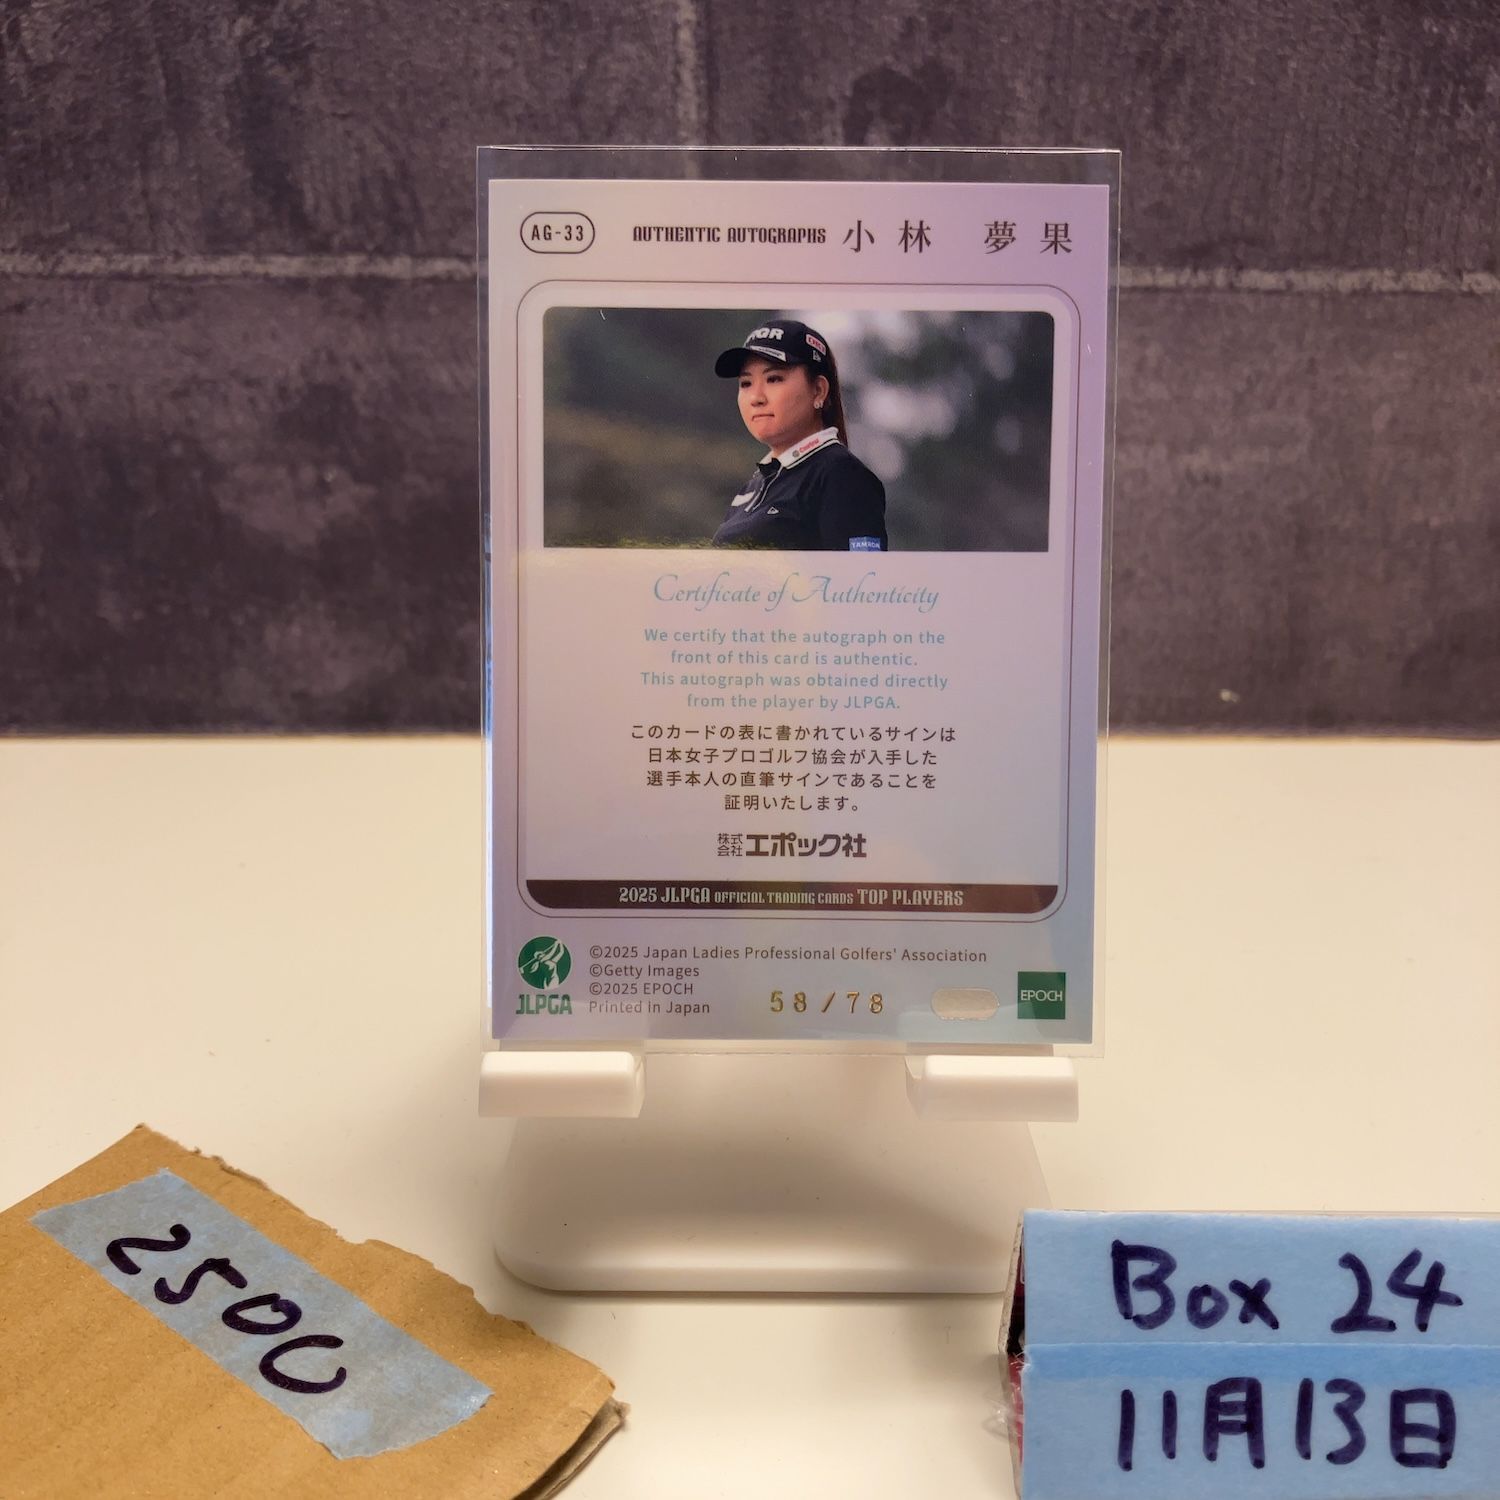 AG-33 AUTHENTIC AUTOGRAPHS 小林 夢果
Certificate of Authenticity
We certify that the autograph on the
front of this card is authentic.
This autograph was obtained directly
from the player by JLPGA.
このカードの表に書かれているサインは
日本女子プロゴルフ協会が入手した
選手本人の直筆サインであることを
証明いたします。
株式会社エポック社
2025 JLPGA OFFICIAL TRADING CARDS TOP PLAYERS
©2025 Japan Ladies Professional Golfers' Association
©Getty Images
©2025 EPOCH
Printed in Japan
JLPGA
58/78
EPOCH
2500
Box 24
11月13日